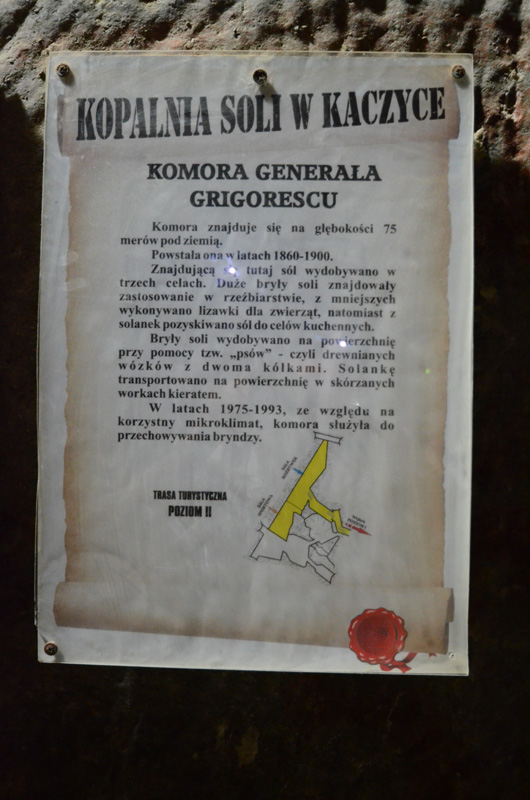 KOPALNIA SOLI W KACZYCE
KOMORA GENERAŁA
GRIGORESCU
Komora znajduje się na głębokości 75
merów pod ziemią.
Powstała ona w latach 1860-1900.
Znajdującą się tutaj sól wydobywano w
trzech celach. Duże bryły soli znajdowały
zastosowanie w rzeźbiarstwie, z mniejszych
wykonywano lizawki dla zwierząt, natomiast z
solanek pozyskiwano sól do celów kuchennych.
Bryły soli wydobywano na powierzchnię
przy pomocy tzw. „psów” - czyli drewnianych
wózków z dwoma kółkami. Solankę
transportowano na powierzchnię w skórzanych
workach kieratem.
W latach 1975-1993, ze względu na
korzystny mikroklimat, komora służyła do
przechowywania bryndzy.
TRASA TURYSTYCZNA
POZIOM II